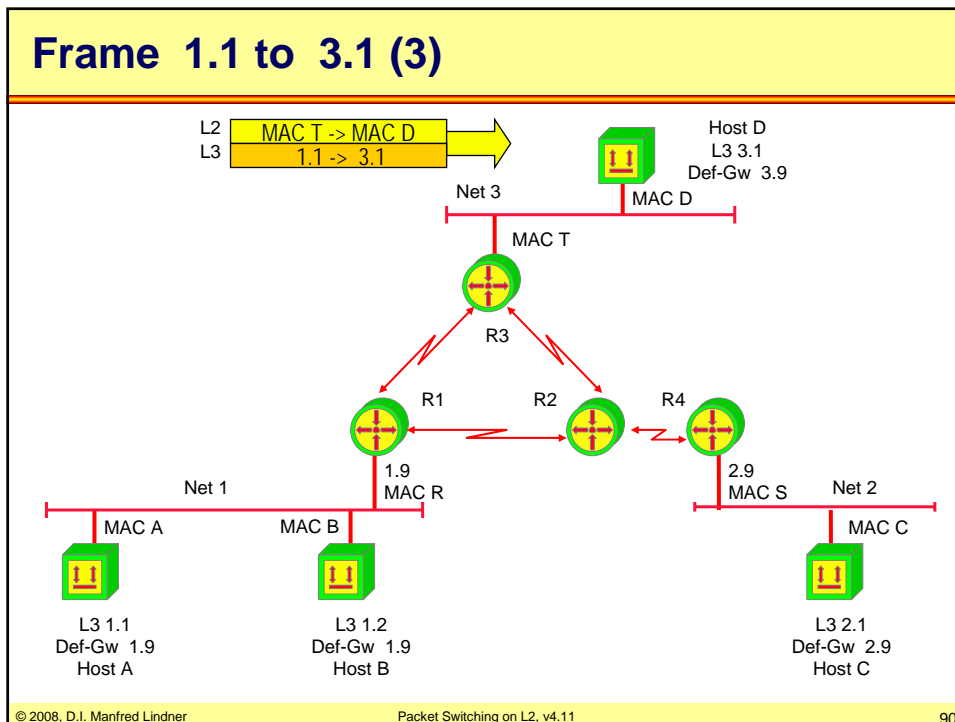 Frame 1.1 to 3.1 (3)
L2
MAC T -> MAC D
L3
1.1 -> 3.1
Host D
L3 3.1
Def-Gw 3.9
Net 3
MAC D
MAC T
R3
R1
R2
R4
1.9
MAC R
2.9
MAC S
Net 1
Net 2
MAC A
MAC B
MAC C
L3 1.1
Def-Gw 1.9
Host A
L3 1.2
Def-Gw 1.9
Host B
L3 2.1
Def-Gw 2.9
Host C
© 2008, D.I. Manfred Lindner
Packet Switching on L2, v4.11
90